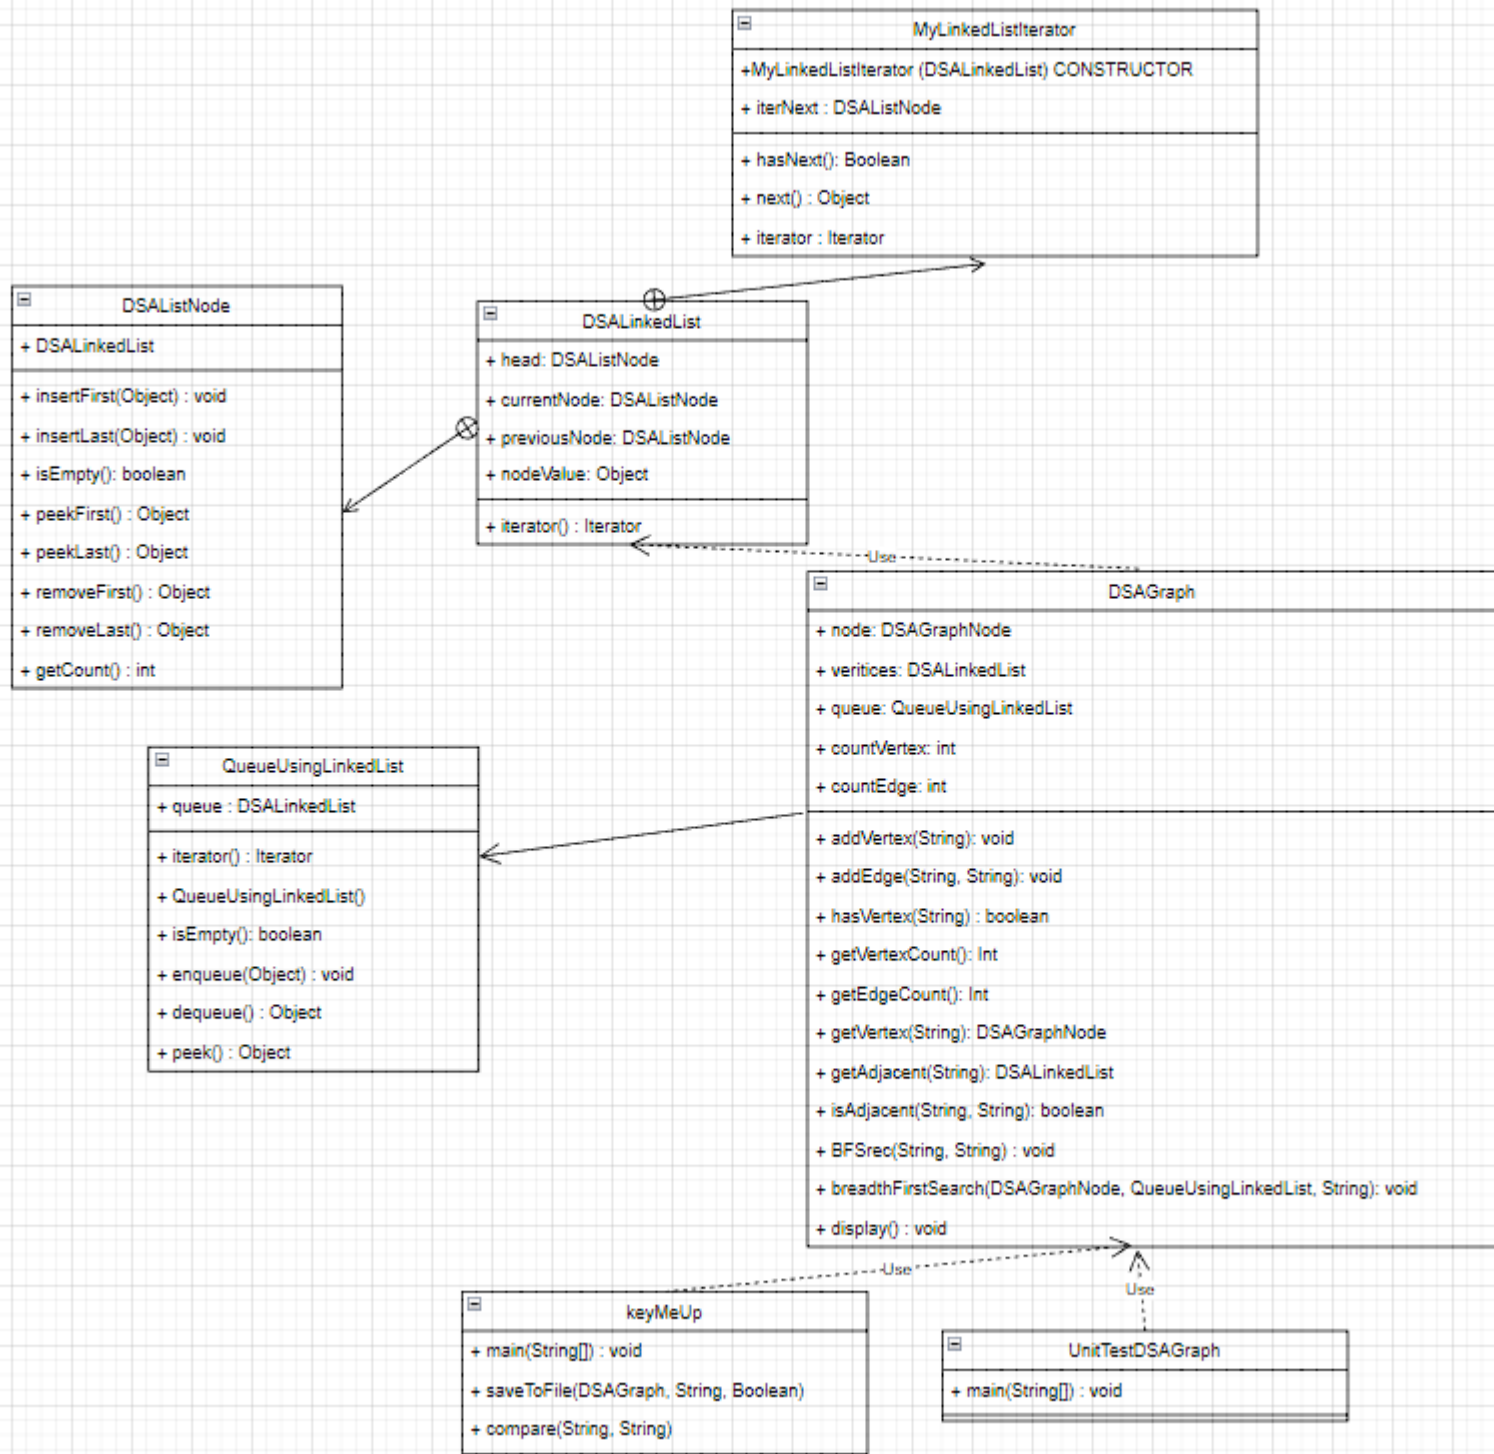 MyLinkedListIterator
+MyLinkedListIterator (DSALinkedList) CONSTRUCTOR
+ iterNext : DSAListNode
+ hasNext(): Boolean
+ next() : Object
+ iterator : Iterator
DSAListNode
+ DSALinkedList
+ insertFirst(Object) : void
+ insertLast(Object) : void
+ isEmpty(): boolean
+ peekFirst() : Object
+ peekLast() : Object
+ removeFirst() : Object
+ removeLast() : Object
+ getCount() : int
DSALinkedList
+ head: DSAListNode
+ currentNode: DSAListNode
+ previousNode: DSAListNode
+ nodeValue: Object
+ iterator() : Iterator
Use
DSAGraph
+ node: DSAGraphNode
+ veritices: DSALinkedList
+ queue: QueueUsingLinkedList
+ countVertex: int
+ countEdge: int
+ addVertex(String): void
+ addEdge(String, String): void
+ hasVertex(String) : boolean
+ getVertexCount(): Int
+ getEdgeCount(): Int
+ getVertex(String): DSAGraphNode
+ getAdjacent(String): DSALinkedList
+ isAdjacent(String, String): boolean
+ BFSrec(String, String) : void
+ breadthFirstSearch(DSAGraphNode, QueueUsingLinkedList, String): void
+ display() : void
QueueUsingLinkedList
+ queue : DSALinkedList
+ iterator() : Iterator
+ QueueUsingLinkedList()
+ isEmpty(): boolean
+ enqueue(Object) : void
+ dequeue() : Object
+ peek() : Object
Use
Use
keyMeUp
+ main(String[]) : void
+ saveToFile(DSAGraph, String, Boolean)
+ compare(String, String)
UnitTestDSAGraph
+ main(String[]) : void